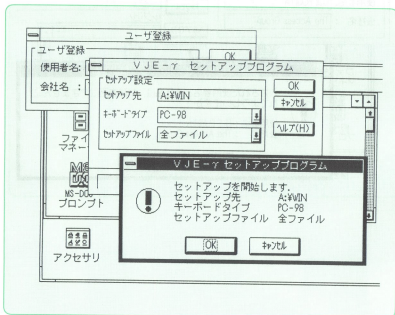 ユーザ登録
ユーザ登録
使用者名:
会社名 :
OK
VJE-γ セットアッププログラム
セットアップ設定
セットアップ先 A:¥WIN
キーボードタイプ PC-98
セットアップファイル 全ファイル
OK
キャンセル
ヘルプ(H)
ファイ
マネー
MS-DOS
プロンプト
アクセサリ
VJE-γ セットアッププログラム
セットアップを開始します.
セットアップ先 A:¥WIN
キーボードタイプ PC-98
セットアップファイル 全ファイル
OK
キャンセル